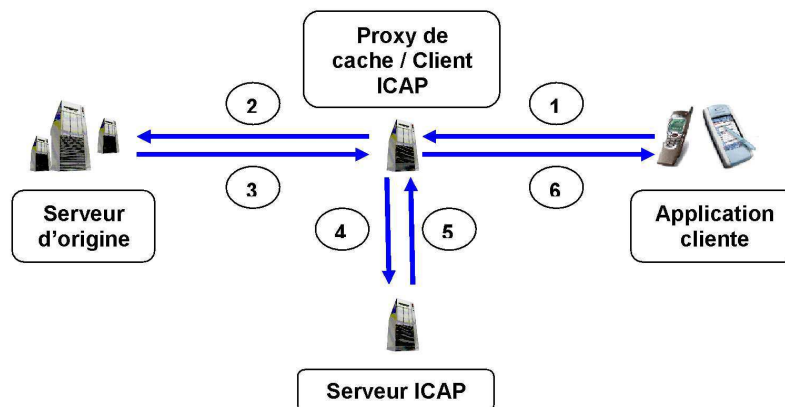 Proxy de
cache / Client
ICAP
2
1
3
6
Serveur
d'origine
4
5
Application
cliente
Serveur ICAP